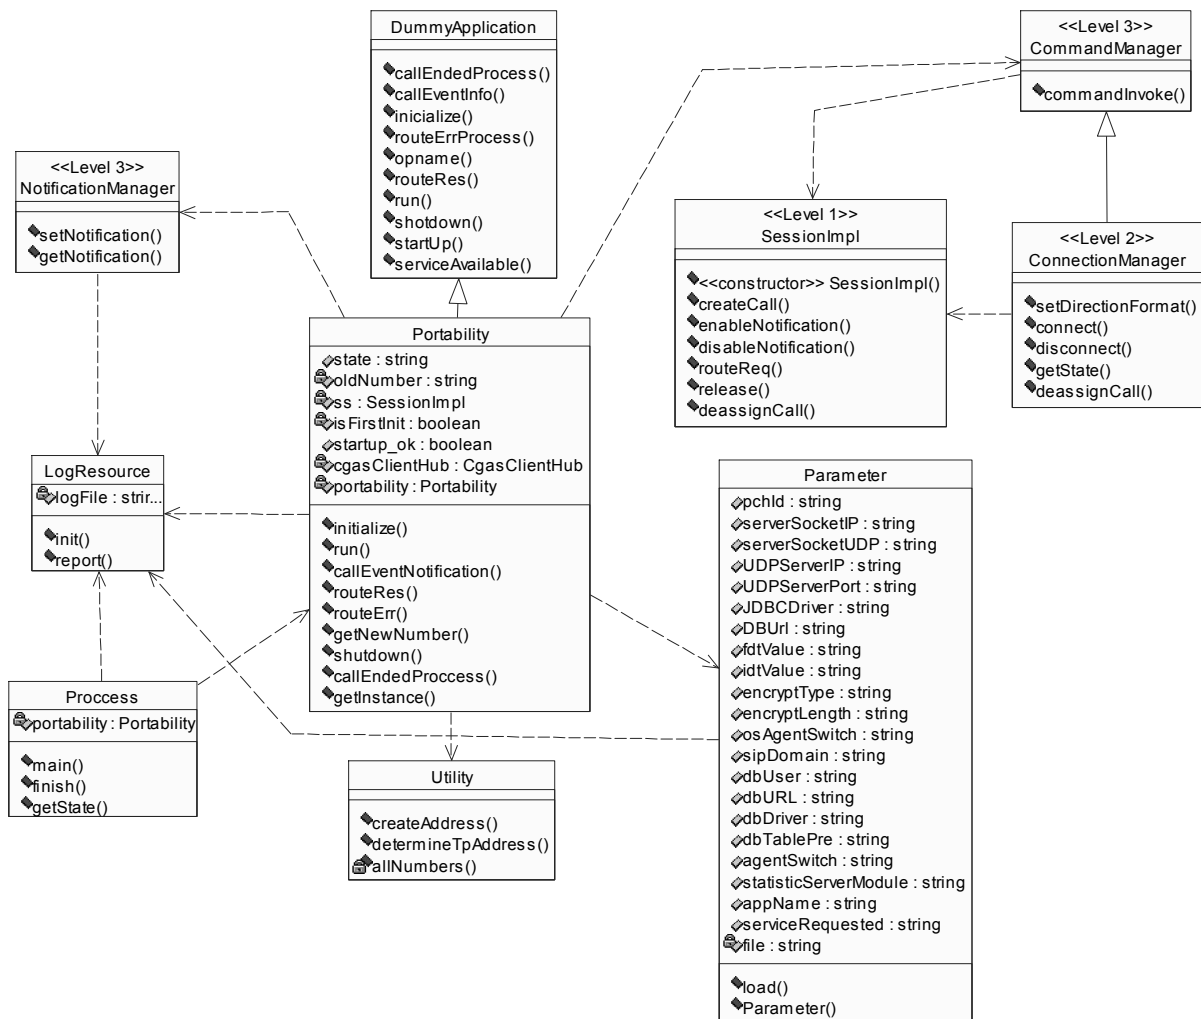 DummyApplication
callEndedProcess()
callEventInfo()
inicialize()
routeErrProcess()
opname()
routeRes()
run()
shotdown()
startUp()
serviceAvailable()
<<Level 3>>
CommandManager
commandInvoke()
<<Level 3>>
NotificationManager
setNotification()
getNotification()
<<Level 1>>
SessionImpl
<<constructor>> SessionImpl()
createCall()
enableNotification()
disableNotification()
routeReq()
release()
deassignCall()
<<Level 2>>
ConnectionManager
setDirectionFormat()
connect()
disconnect()
getState()
deassignCall()
Portability
state : string
oldNumber : string
ss : SessionImpl
isFirstInit : boolean
startup_ok : boolean
cgasClientHub : CgasClientHub
portability : Portability
initialize()
run()
callEventNotification()
routeRes()
routeErr()
getNewNumber()
shutdown()
callEndedProccess()
getInstance()
LogResource
logFile : strir...
init()
report()
Parameter
pchId : string
serverSocketIP : string
serverSocketUDP : string
UDPServerIP : string
UDPServerPort : string
JDBCDriver : string
DBUrl : string
fdtValue : string
idtValue : string
encryptType : string
encryptLength : string
osAgentSwitch : string
sipDomain : string
dbUser : string
dbURL : string
dbDriver : string
dbTablePre : string
agentSwitch : string
statisticServerModule : string
appName : string
serviceRequested : string
file : string
load()
Parameter()
Proccess
portability : Portability
main()
finish()
getState()
Utility
createAddress()
determineTpAddress()
allNumbers()